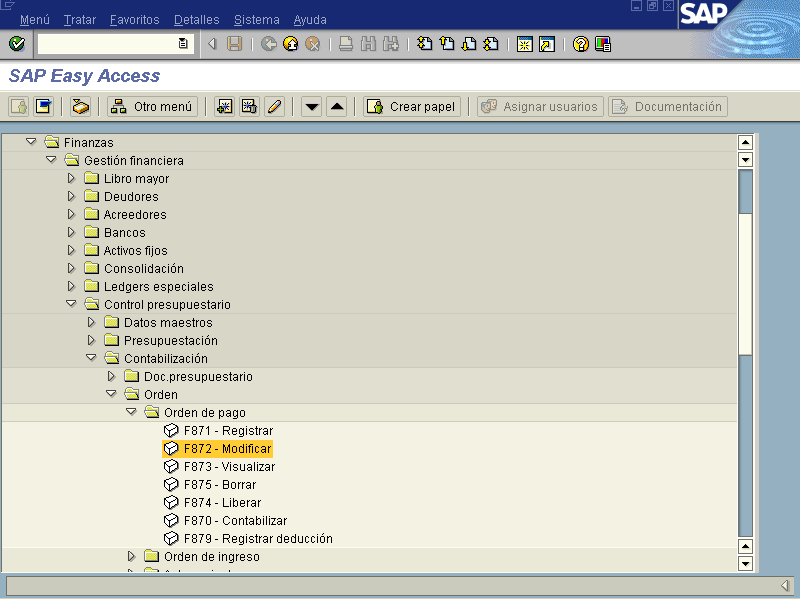 Menú Tratar Favoritos Detalles Sistema Ayuda
SAP
SAP Easy Access
Otro menú Crear papel Asignar usuarios Documentación
Finanzas
Gestión financiera
Libro mayor
Deudores
Acreedores
Bancos
Activos fijos
Consolidación
Ledgers especiales
Control presupuestario
Datos maestros
Presupuestación
Contabilización
Doc.presupuestario
Orden
Orden de pago
F871 - Registrar
F872 - Modificar
F873 - Visualizar
F875 - Borrar
F874 - Liberar
F870 - Contabilizar
F879 - Registrar deducción
Orden de ingreso